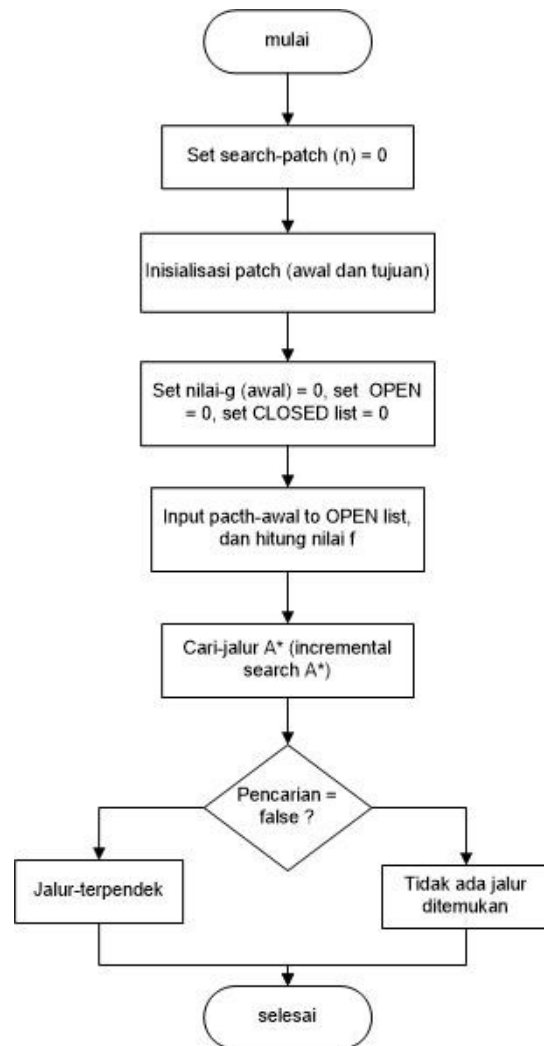 mulai
Set search-patch (n) = 0
Inisialisasi patch (awal dan tujuan)
Set nilai-g (awal) = 0, set OPEN
= 0, set CLOSED list = 0
Input pacth-awal to OPEN list,
dan hitung nilai f
Cari-jalur A* (incremental
search A*)
Pencarian =
false ?
Jalur-terpendek
Tidak ada jalur
ditemukan
selesai